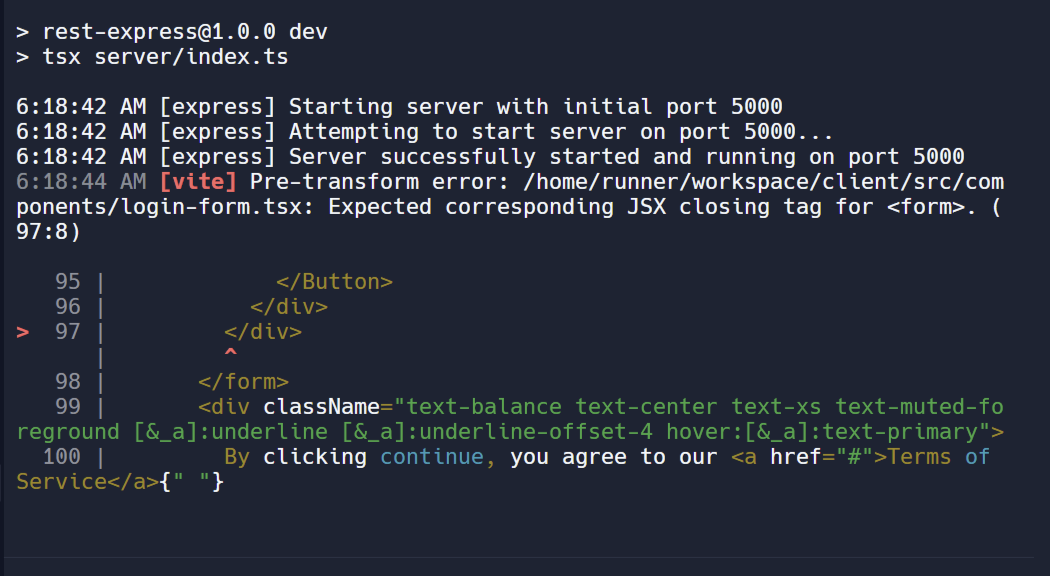 > rest-express@1.0.0 dev
> tsx server/index.ts
6:18:42 AM [express] Starting server with initial port 5000
6:18:42 AM [express] Attempting to start server on port 5000...
6:18:42 AM [express] Server successfully started and running on port 5000
6:18:44 AM [vite] Pre-transform error: /home/runner/workspace/client/src/com
ponents/login-form.tsx: Expected corresponding JSX closing tag for <form>. (
97:8)
95 |             </Button>
96 |           </div>
> 97 |         </div>
|         ^
98 |       </form>
99 |       <div className="text-balance text-center text-xs text-muted-fo
reground [&_a]:underline [&_a]:underline-offset-4 hover:[&_a]:text-primary">
100 |         By clicking continue, you agree to our <a href="#">Terms of
Service</a>{" "}